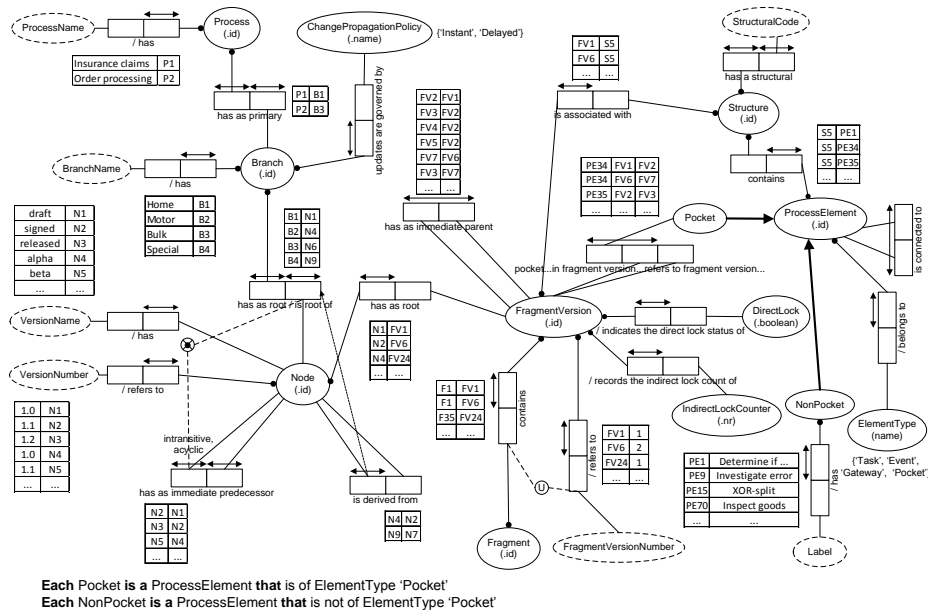 ProcessName
/ has
Process
(.id)
Insurance claims P1
Order processing P2
ChangePropagationPolicy
(.name)
{'Instant', 'Delayed'}
StructuralCode
has a structural
FV1 S5
FV6 S5
... ...
is associated with
Structure
(.id)
contains
S5 PE1
S5 PE34
S5 PE35
... ...
has as primary
P1 B1
P2 B3
updates are governed by
FV2 FV1
FV3 FV2
FV4 FV2
FV5 FV2
FV7 FV6
FV3 FV7
... ...
has as immediate parent
BranchName
/ has
Branch
(.id)
Home B1
Motor B2
Bulk B3
Special B4
PE34 FV1 FV2
PE34 FV6 FV7
PE35 FV2 FV3
... ... ...
Pocket
ProcessElement
(.id)
is connected to
pocket...in fragment version...refers to fragment version...
draft N1
signed N2
released N3
alpha N4
beta N5
... ...
B1 N1
B2 N4
B3 N6
B4 N9
has as root / is root of
has as root
N1 FV1
N2 FV6
N4 FV24
... ...
FragmentVersion
(.id)
/ indicates the direct lock status of
DirectLock
(.boolean)
/ belongs to
VersionName
/ has
VersionNumber
/ refers to
Node
(.id)
1.0 N1
1.1 N2
1.2 N3
1.0 N4
1.1 N5
... ...
intransitive,
acyclic
has as immediate predecessor
N2 N1
N3 N2
N5 N4
... ...
is derived from
N4 N2
N9 N7
F1 FV1
F1 FV6
F35 FV24
... ...
contains
/ records the indirect lock count of
IndirectLockCounter
(.nr)
/ refers to
FV1 1
FV6 2
FV24 1
... ...
U
Fragment
(.id)
FragmentVersionNumber
NonPocket
ElementType
(name)
{'Task', 'Event',
'Gateway', 'Pocket'}
PE1 Determine if ...
PE9 Investigate error
PE15 XOR-split
PE70 Inspect goods
... ...
/ has
Label
Each Pocket is a ProcessElement that is of ElementType 'Pocket'
Each NonPocket is a ProcessElement that is not of ElementType 'Pocket'